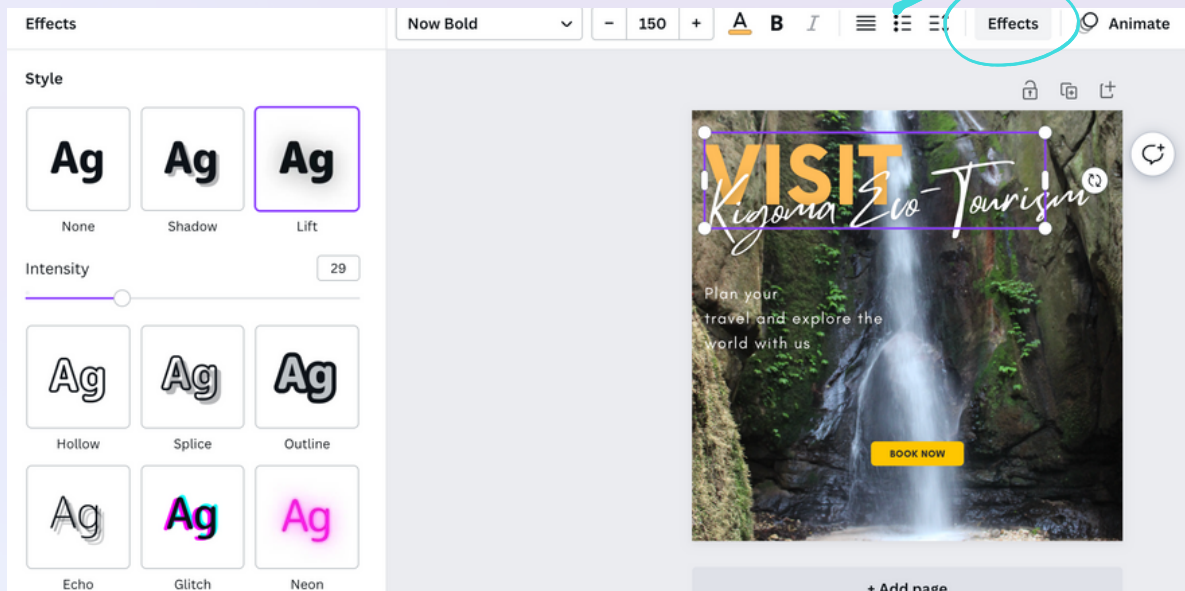 Effects
Now Bold
– 150 +
A B I
Effects
Animate
Style
Ag Ag Ag
None Shadow Lift
Intensity 29
Ag Ag Ag
Hollow Splice Outline
Ag Ag Ag
Echo Glitch Neon
VISIT
Kigoma Eco-Tourism
Plan your
travel and explore the
world with us
BOOK NOW
+ Add page